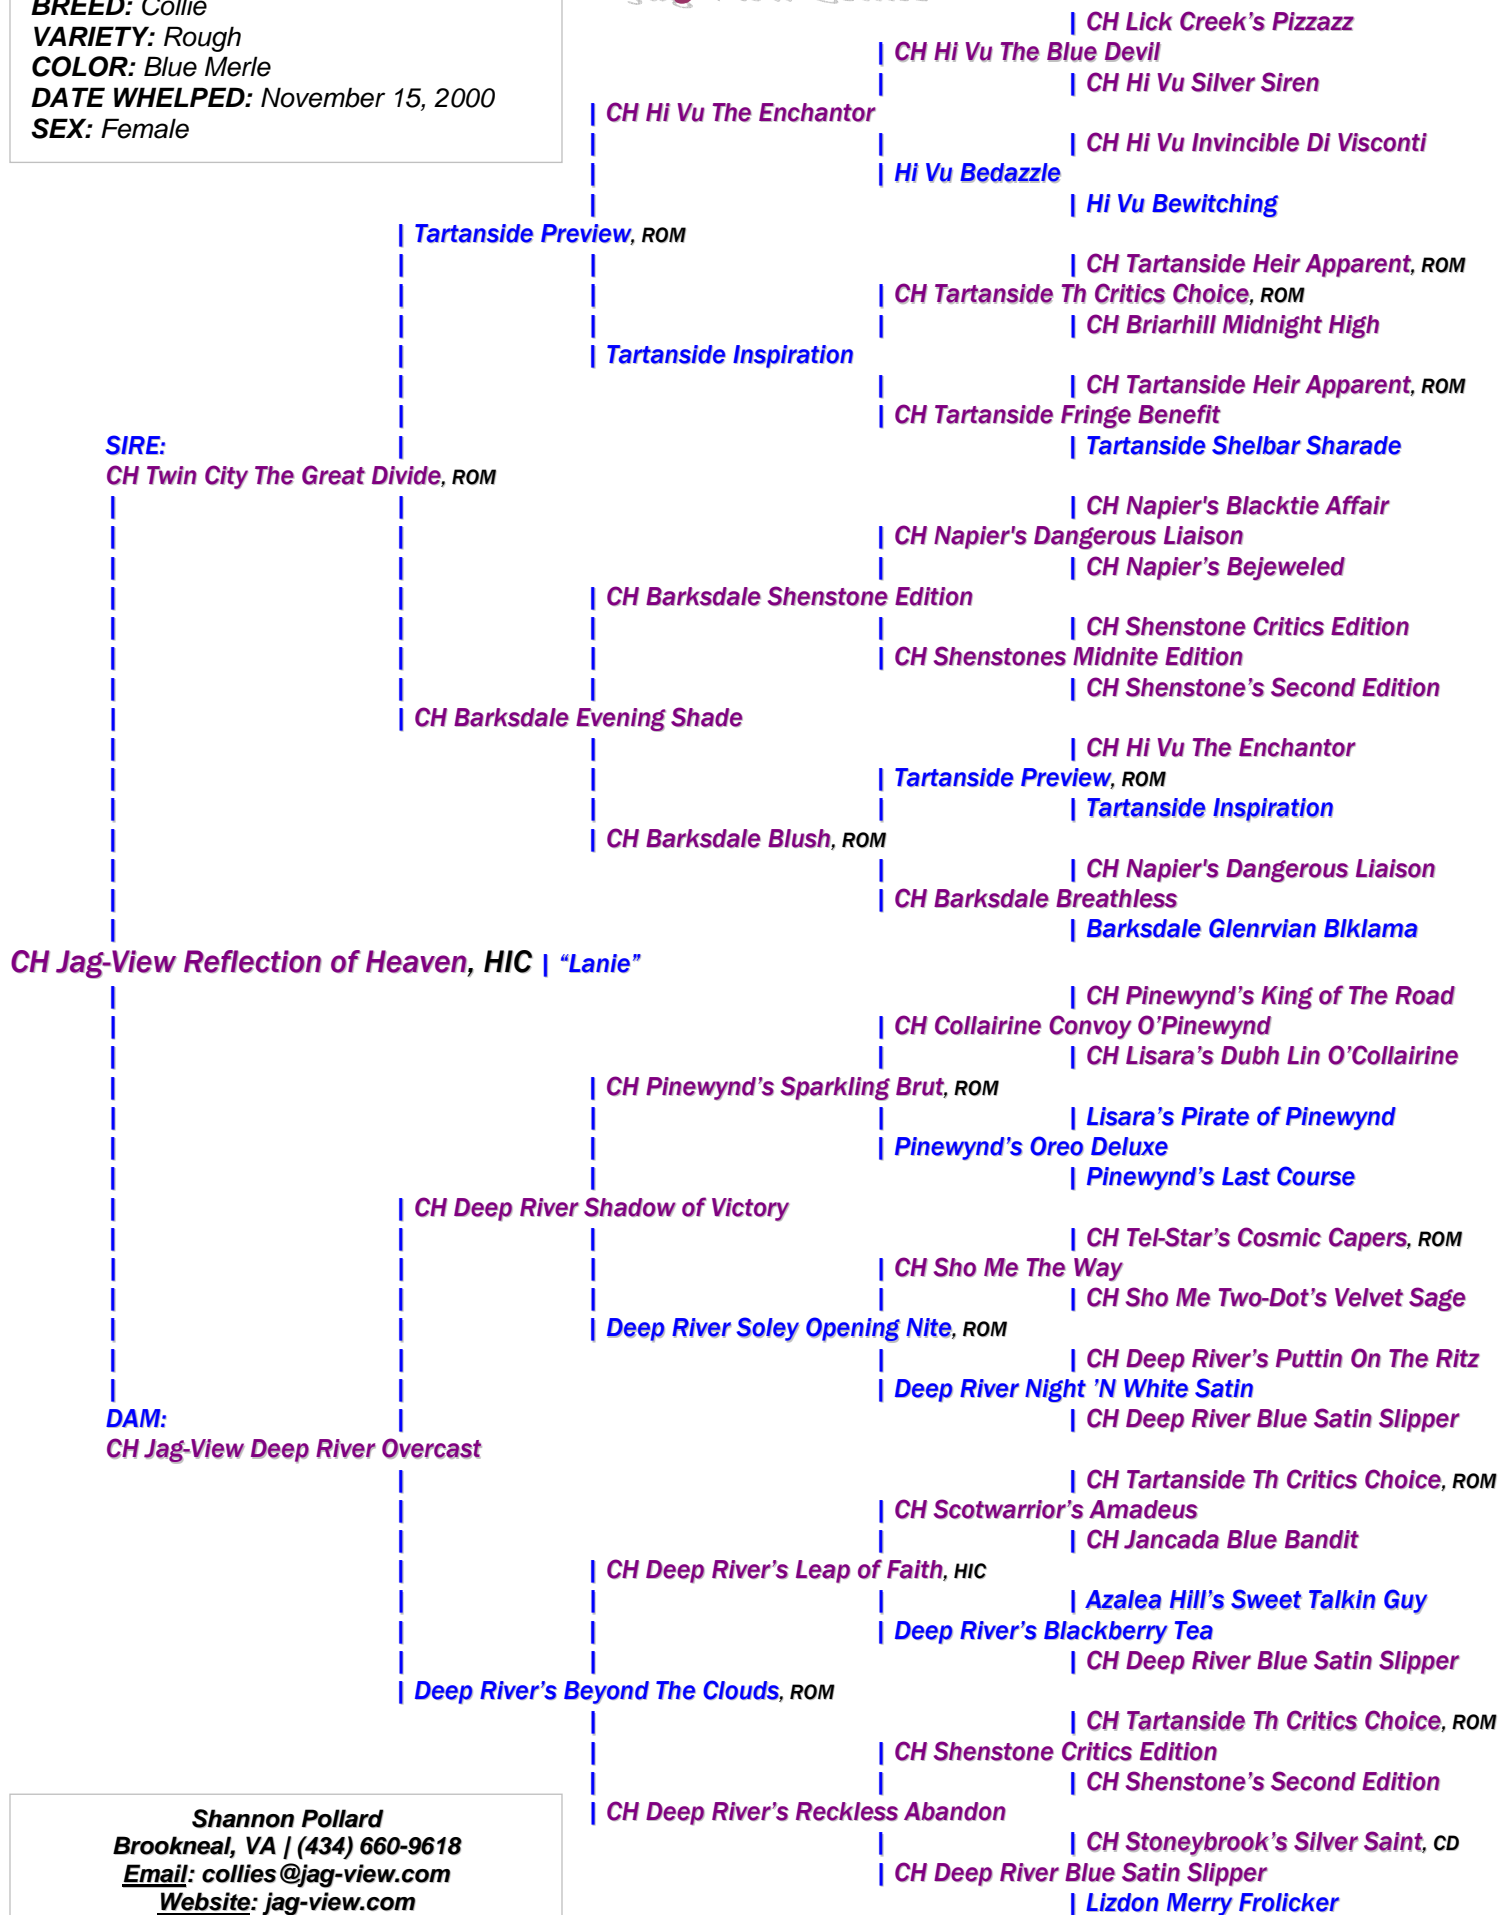 BREED: Collie
VARIETY: Rough
COLOR: Blue Merle
DATE WHELPED: November 15, 2000
SEX: Female
| CH Lick Creek’s Pizzazz
| CH Hi Vu The Blue Devil
| CH Hi Vu Silver Siren
| CH Hi Vu The Enchantor
| CH Hi Vu Invincible Di Visconti
| Hi Vu Bedazzle
| Hi Vu Bewitching
| Tartanside Preview, ROM
| CH Tartanside Heir Apparent, ROM
| CH Tartanside Th Critics Choice, ROM
| CH Briarhill Midnight High
| Tartanside Inspiration
| CH Tartanside Heir Apparent, ROM
| CH Tartanside Fringe Benefit
SIRE:
| Tartanside Shelbar Sharade
CH Twin City The Great Divide, ROM
| CH Napier's Blacktie Affair
| CH Napier's Dangerous Liaison
| CH Napier’s Bejeweled
| CH Barksdale Shenstone Edition
| CH Shenstone Critics Edition
| CH Shenstones Midnite Edition
| CH Shenstone’s Second Edition
| CH Barksdale Evening Shade
| CH Hi Vu The Enchantor
| Tartanside Preview, ROM
| Tartanside Inspiration
| CH Barksdale Blush, ROM
| CH Napier's Dangerous Liaison
| CH Barksdale Breathless
| Barksdale Glenrvian Blklama
CH Jag-View Reflection of Heaven, HIC | “Lanie”
| CH Pinewynd’s King of The Road
| CH Collairine Convoy O’Pinewynd
| CH Lisara’s Dubh Lin O’Collairine
| CH Pinewynd’s Sparkling Brut, ROM
| Lisara’s Pirate of Pinewynd
| Pinewynd’s Oreo Deluxe
| Pinewynd’s Last Course
| CH Deep River Shadow of Victory
| CH Tel-Star’s Cosmic Capers, ROM
| CH Sho Me The Way
| CH Sho Me Two-Dot’s Velvet Sage
| Deep River Soley Opening Nite, ROM
| CH Deep River’s Puttin On The Ritz
| Deep River Night ’N White Satin
DAM:
| CH Deep River Blue Satin Slipper
CH Jag-View Deep River Overcast
| CH Tartanside Th Critics Choice, ROM
| CH Scotwarrior’s Amadeus
| CH Jancada Blue Bandit
| CH Deep River’s Leap of Faith, HIC
| Azalea Hill’s Sweet Talkin Guy
| Deep River’s Blackberry Tea
| CH Deep River Blue Satin Slipper
| Deep River’s Beyond The Clouds, ROM
| CH Tartanside Th Critics Choice, ROM
| CH Shenstone Critics Edition
| CH Shenstone’s Second Edition
| CH Deep River’s Reckless Abandon
| CH Stoneybrook’s Silver Saint, CD
| CH Deep River Blue Satin Slipper
| Lizdon Merry Frolicker
Shannon Pollard
Brookneal, VA | (434) 660-9618
Email: collies@jag-view.com
Website: jag-view.com